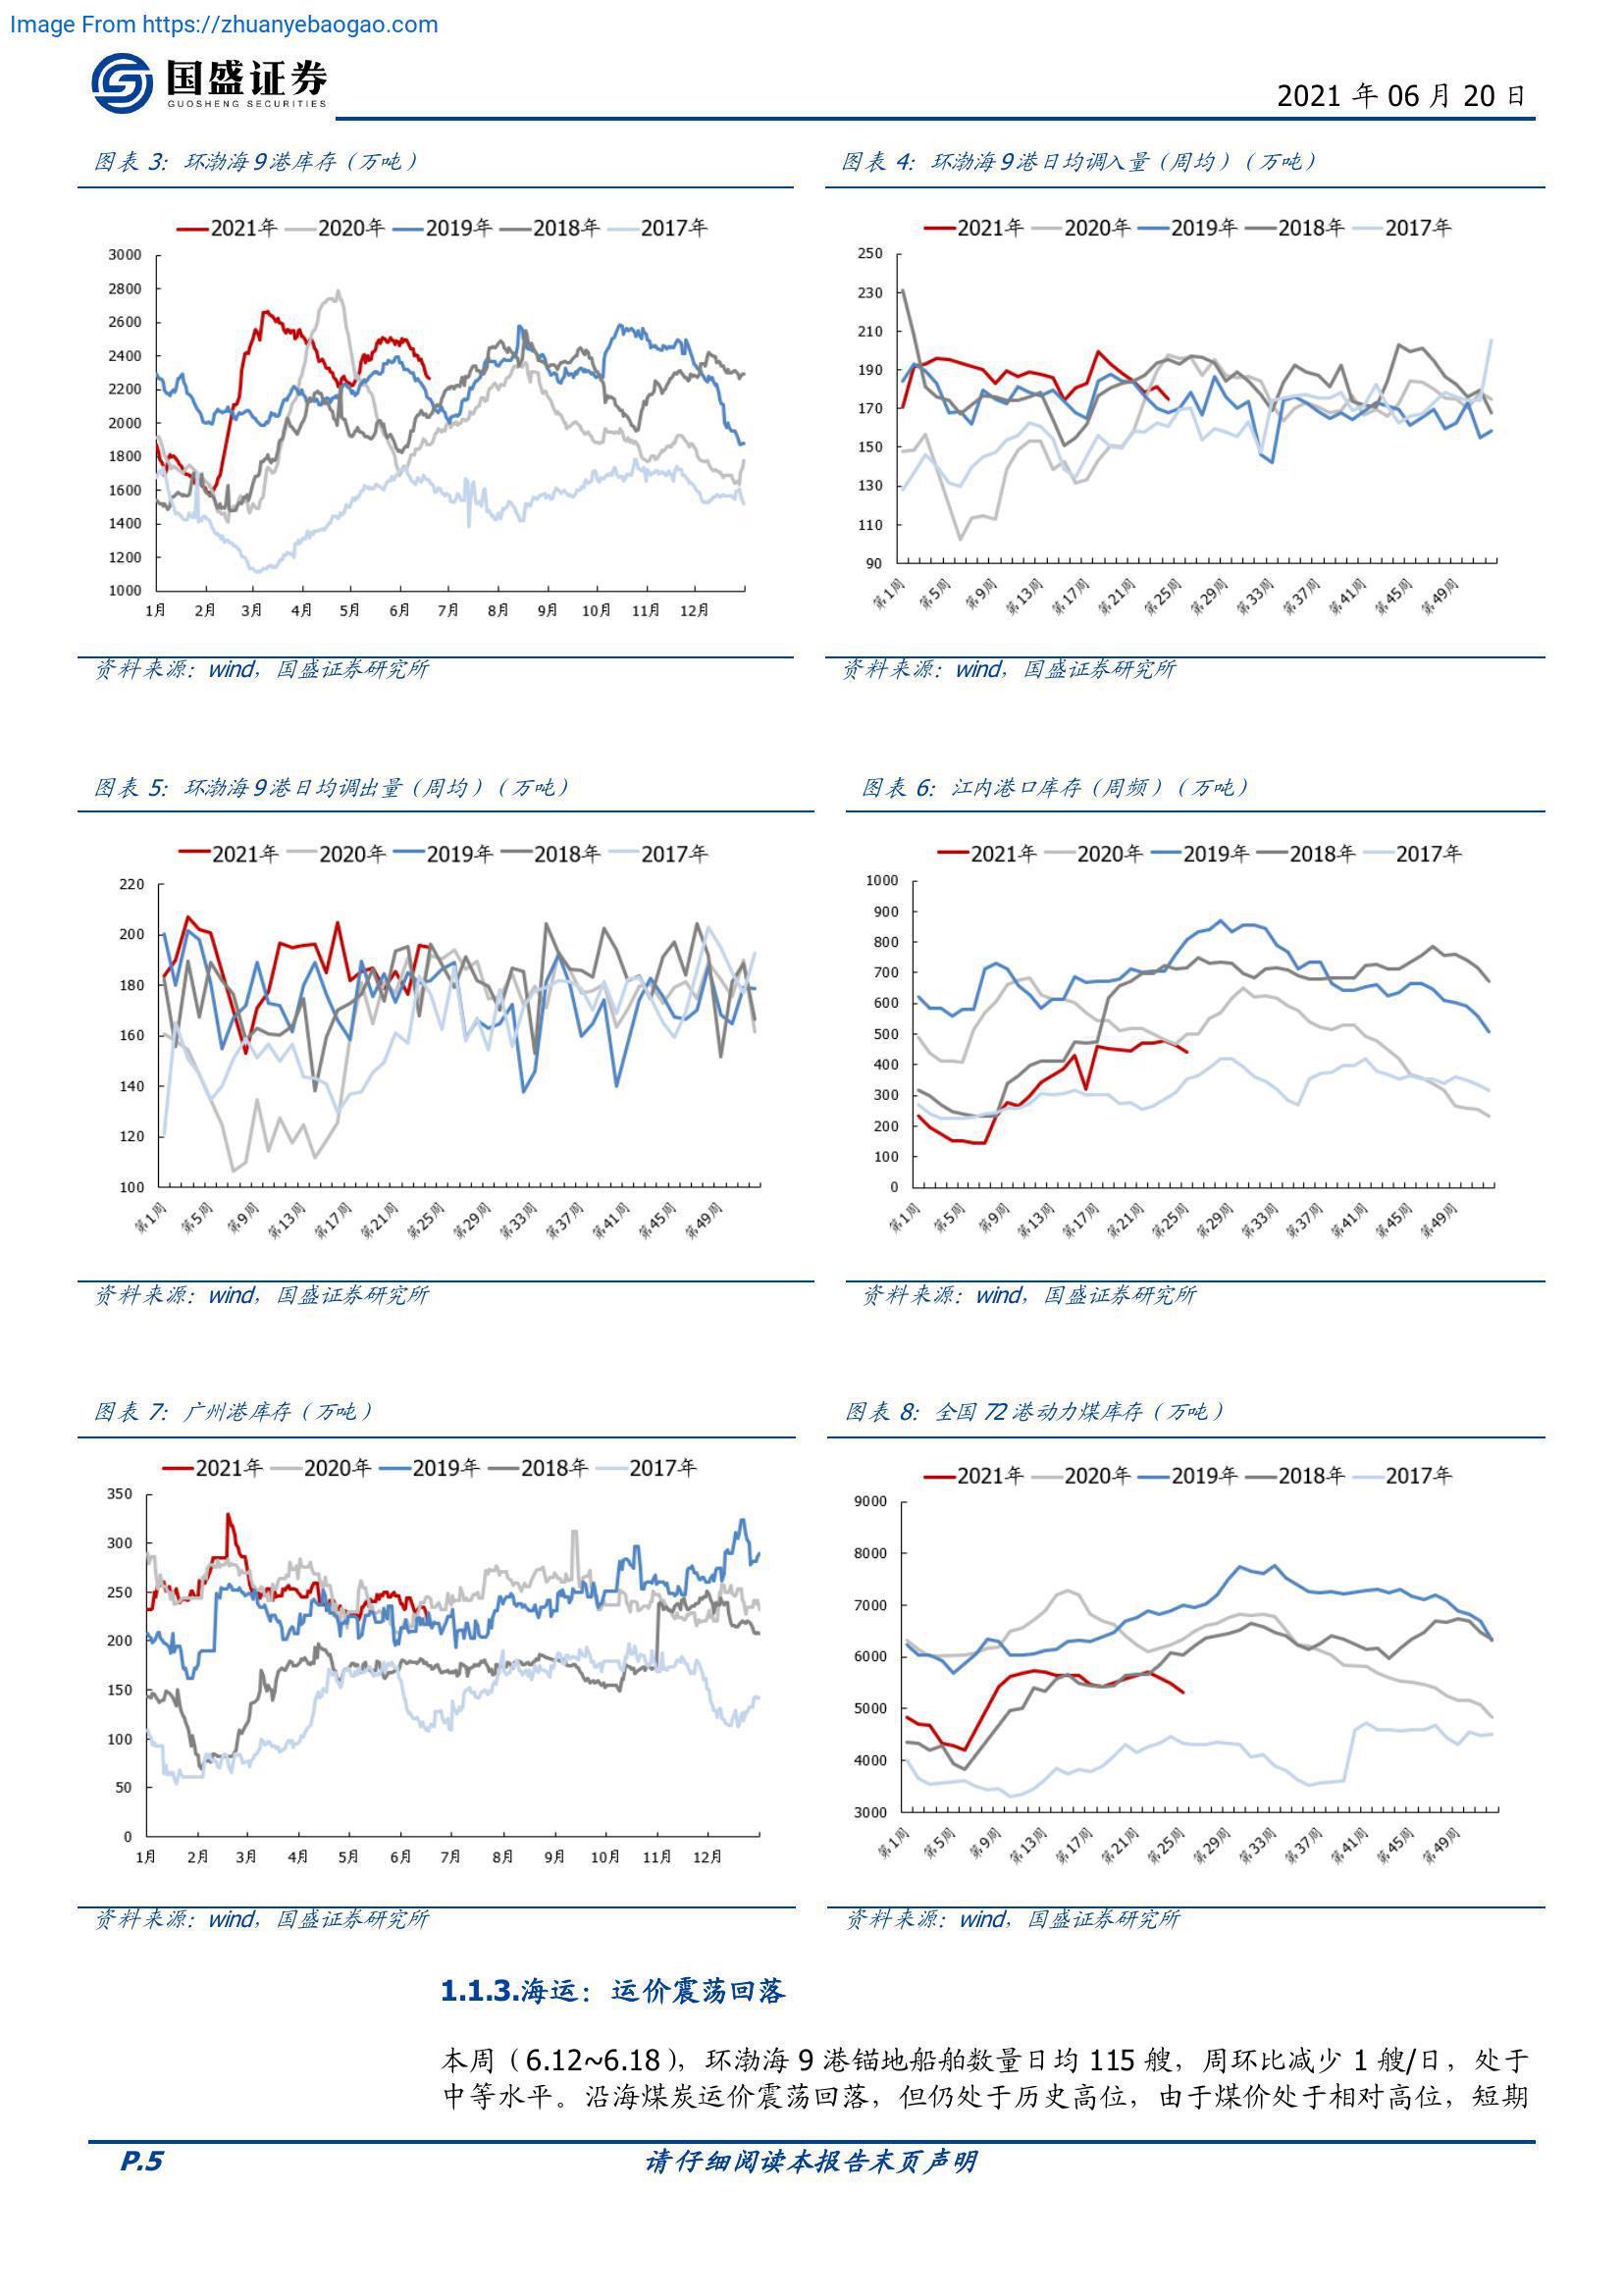 Image From https://zhuanyebaogao.com
国盛证券
GUOSHENG SECURITIES
2021 年 06 月 20 日
图表 3：环渤海 9 港库存（万吨）
2021年 2020年 2019年 2018年 2017年
3000
2800
2600
2400
2200
2000
1800
1600
1400
1200
1000
1月 2月 3月 4月 5月 6月 7月 8月 9月 10月 11月 12月
资料来源：wind，国盛证券研究所
图表 4：环渤海 9 港日均调入量（周均）（万吨）
2021年 2020年 2019年 2018年 2017年
250
230
210
190
170
150
130
110
90
第1周 第5周 第9周 第13周 第17周 第21周 第25周 第29周 第33周 第37周 第41周 第45周 第49周
资料来源：wind，国盛证券研究所
图表 5：环渤海 9 港日均调出量（周均）（万吨）
2021年 2020年 2019年 2018年 2017年
220
200
180
160
140
120
100
第1周 第5周 第9周 第13周 第17周 第21周 第25周 第29周 第33周 第37周 第41周 第45周 第49周
资料来源：wind，国盛证券研究所
图表 6：江内港口库存（周频）（万吨）
2021年 2020年 2019年 2018年 2017年
1000
900
800
700
600
500
400
300
200
100
0
第1周 第5周 第9周 第13周 第17周 第21周 第25周 第29周 第33周 第37周 第41周 第45周 第49周
资料来源：wind，国盛证券研究所
图表 7：广州港库存（万吨）
2021年 2020年 2019年 2018年 2017年
350
300
250
200
150
100
50
0
1月 2月 3月 4月 5月 6月 7月 8月 9月 10月 11月 12月
资料来源：wind，国盛证券研究所
图表 8：全国 72 港动力煤库存（万吨）
2021年 2020年 2019年 2018年 2017年
9000
8000
7000
6000
5000
4000
3000
第1周 第5周 第9周 第13周 第17周 第21周 第25周 第29周 第33周 第37周 第41周 第45周 第49周
资料来源：wind，国盛证券研究所
1.1.3.海运：运价震荡回落
本周（6.12~6.18），环渤海 9 港锚地船舶数量日均 115 艘，周环比减少 1 艘/日，处于
中等水平。沿海煤炭运价震荡回落，但仍处于历史高位，由于煤价处于相对高位，短期
P.5
请仔细阅读本报告末页声明